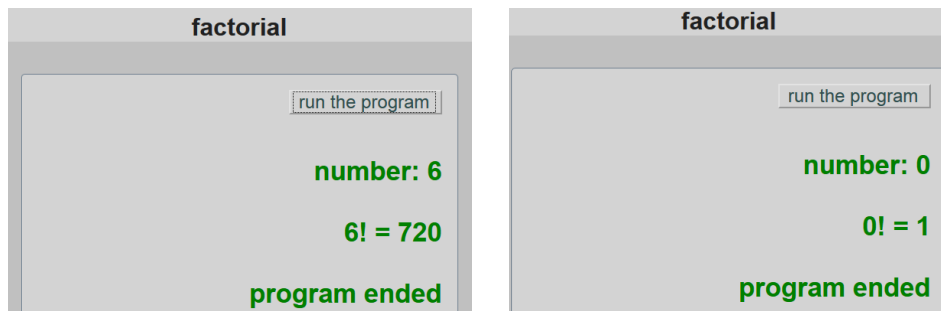 factorial
run the program
number: 6
6! = 720
program ended
factorial
run the program
number: 0
0! = 1
program ended